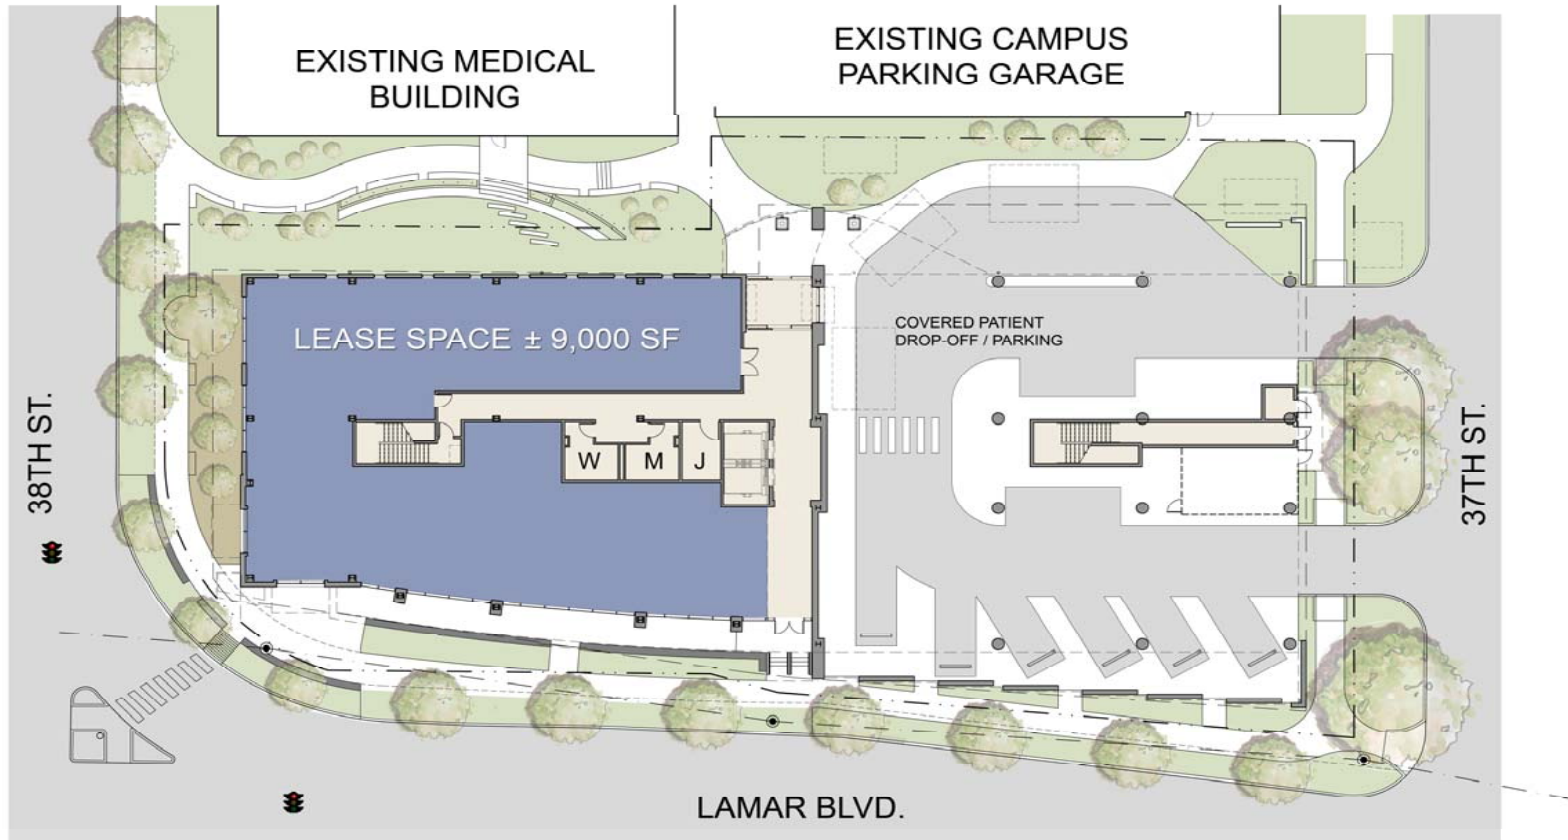 EXISTING MEDICAL
BUILDING
EXISTING CAMPUS
PARKING GARAGE
LEASE SPACE ± 9,000 SF
COVERED PATIENT
DROP-OFF / PARKING
W
M
J
38TH ST.
37TH ST.
LAMAR BLVD.